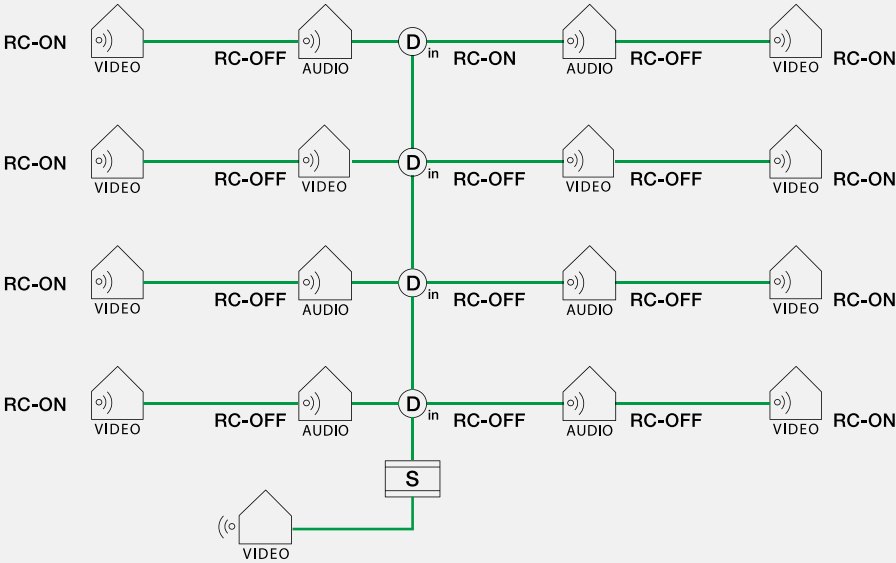 RC-ON VIDEO RC-OFF AUDIO D in RC-ON AUDIO RC-OFF VIDEO RC-ON
RC-ON VIDEO RC-OFF VIDEO D in RC-OFF VIDEO RC-OFF VIDEO RC-ON
RC-ON VIDEO RC-OFF AUDIO D in RC-OFF AUDIO RC-OFF VIDEO RC-ON
RC-ON VIDEO RC-OFF AUDIO D in RC-OFF AUDIO RC-OFF VIDEO RC-ON
S
VIDEO